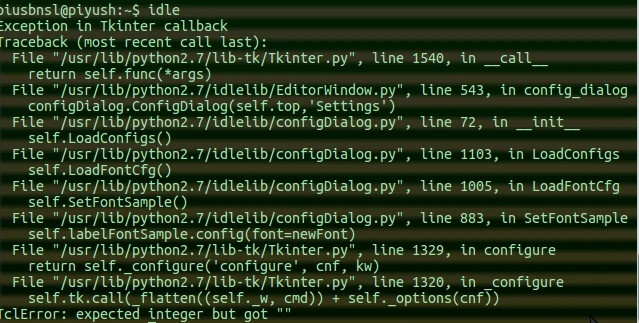 piusbnsl@piyush:~$ idle
Exception in Tkinter callback
Traceback (most recent call last):
  File "/usr/lib/python2.7/lib-tk/Tkinter.py", line 1540, in __call__
    return self.func(*args)
  File "/usr/lib/python2.7/idlelib/EditorWindow.py", line 543, in config_dialog
    configDialog.ConfigDialog(self.top,'Settings')
  File "/usr/lib/python2.7/idlelib/configDialog.py", line 72, in __init__
    self.LoadConfigs()
  File "/usr/lib/python2.7/idlelib/configDialog.py", line 1103, in LoadConfigs
    self.LoadFontCfg()
  File "/usr/lib/python2.7/idlelib/configDialog.py", line 1005, in LoadFontCfg
    self.SetFontSample()
  File "/usr/lib/python2.7/idlelib/configDialog.py", line 883, in SetFontSample
    self.labelFontSample.config(font=newFont)
  File "/usr/lib/python2.7/lib-tk/Tkinter.py", line 1329, in configure
    return self._configure('configure', cnf, kw)
  File "/usr/lib/python2.7/lib-tk/Tkinter.py", line 1320, in _configure
    self.tk.call(_flatten((self._w, cmd)) + self._options(cnf))
TclError: expected integer but got ""